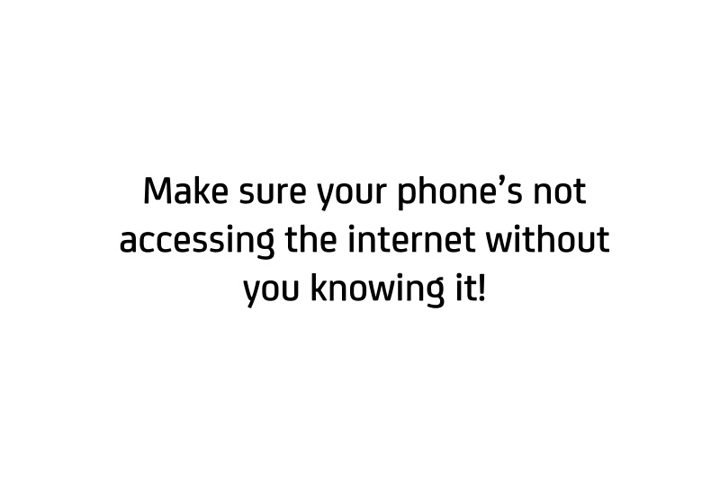 Make sure your phone’s not
accessing the internet without
you knowing it!